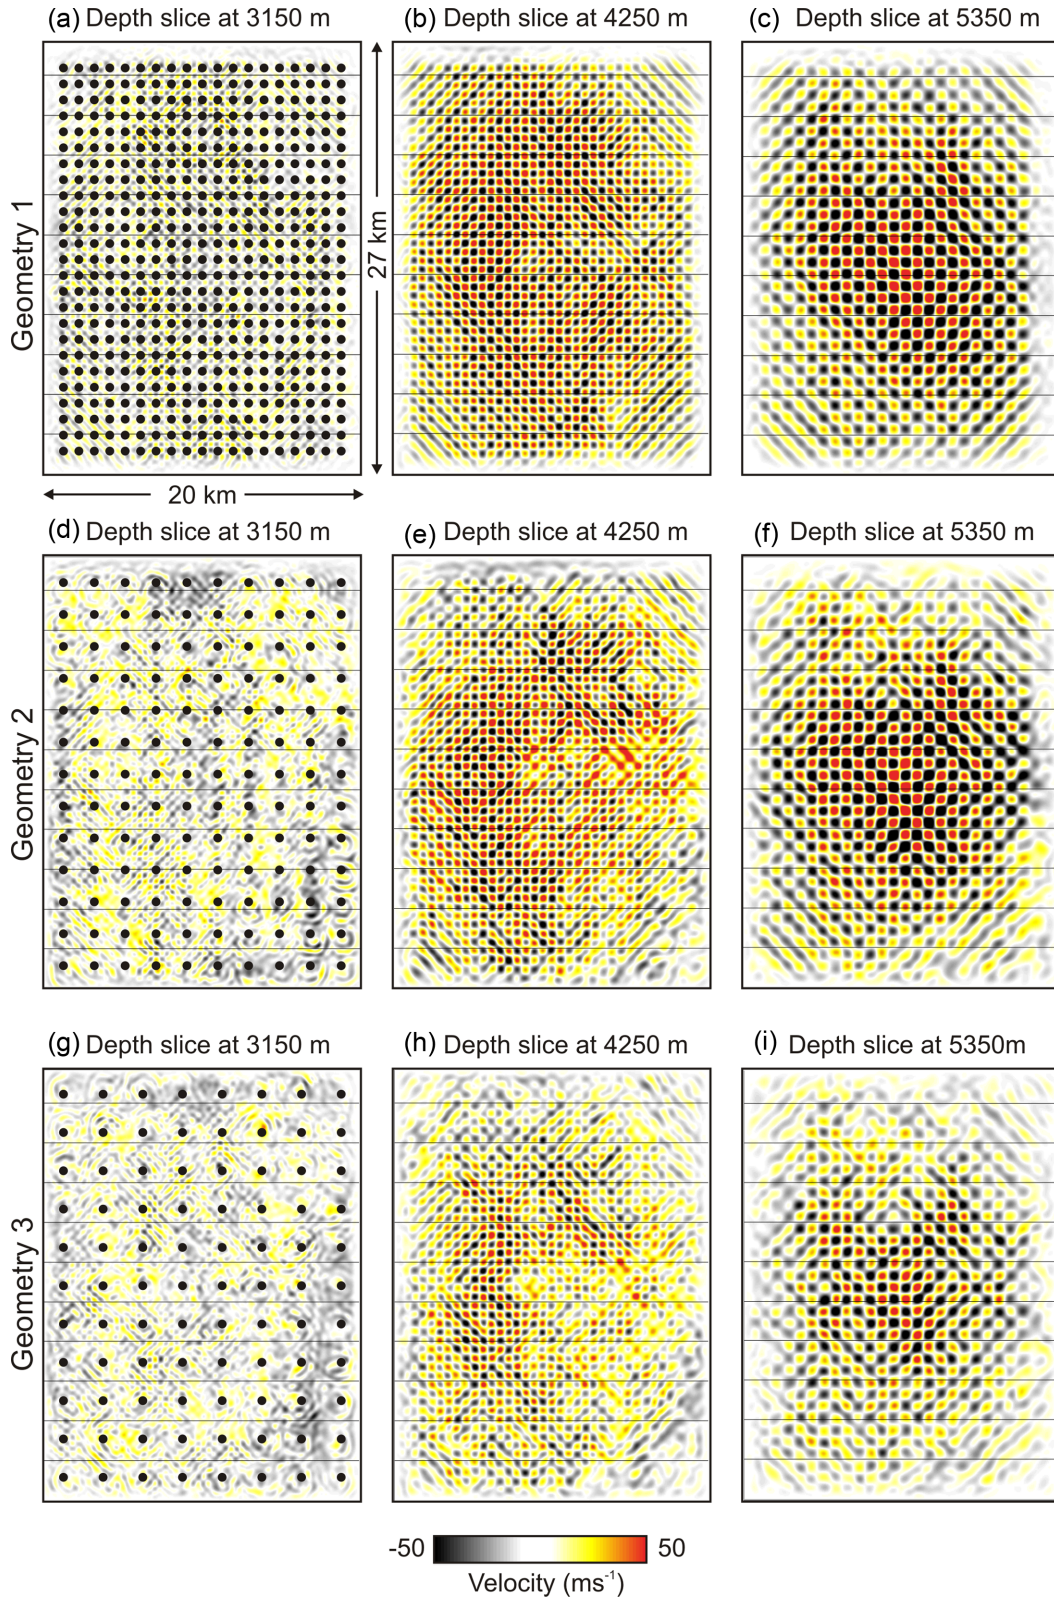 (a) Depth slice at 3150 m
(b) Depth slice at 4250 m
(c) Depth slice at 5350 m
Geometry 1
27 km
20 km
(d) Depth slice at 3150 m
(e) Depth slice at 4250 m
(f) Depth slice at 5350 m
Geometry 2
(g) Depth slice at 3150 m
(h) Depth slice at 4250 m
(i) Depth slice at 5350m
Geometry 3
-50 50
Velocity (ms⁻¹)